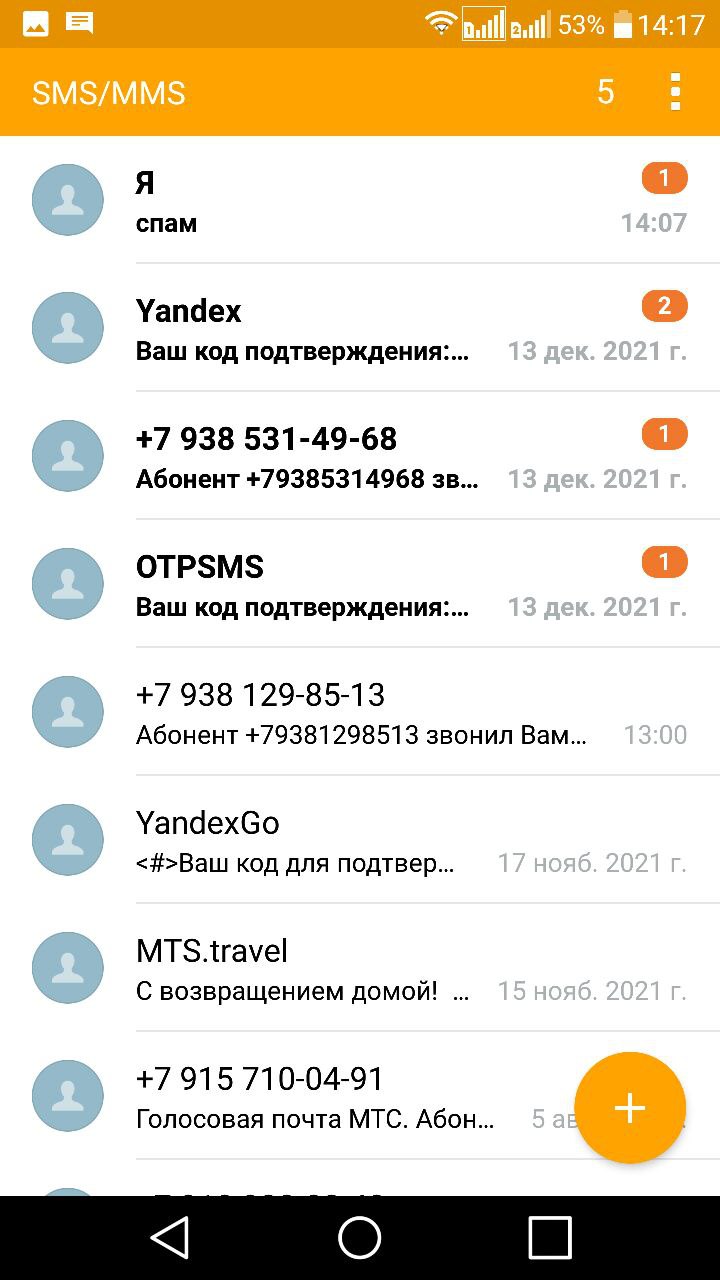 1 2 53% 14:17
SMS/MMS 5
Я 1
спам 14:07
Yandex 2
Ваш код подтверждения:... 13 дек. 2021 г.
+7 938 531-49-68 1
Абонент +79385314968 зв... 13 дек. 2021 г.
OTPSMS 1
Ваш код подтверждения:... 13 дек. 2021 г.
+7 938 129-85-13
Абонент +79381298513 звонил Вам... 13:00
YandexGo
<#>Ваш код для подтвер... 17 нояб. 2021 г.
MTS.travel
С возвращением домой! ... 15 нояб. 2021 г.
+7 915 710-04-91
Голосовая почта МТС. Абон... 5 ав